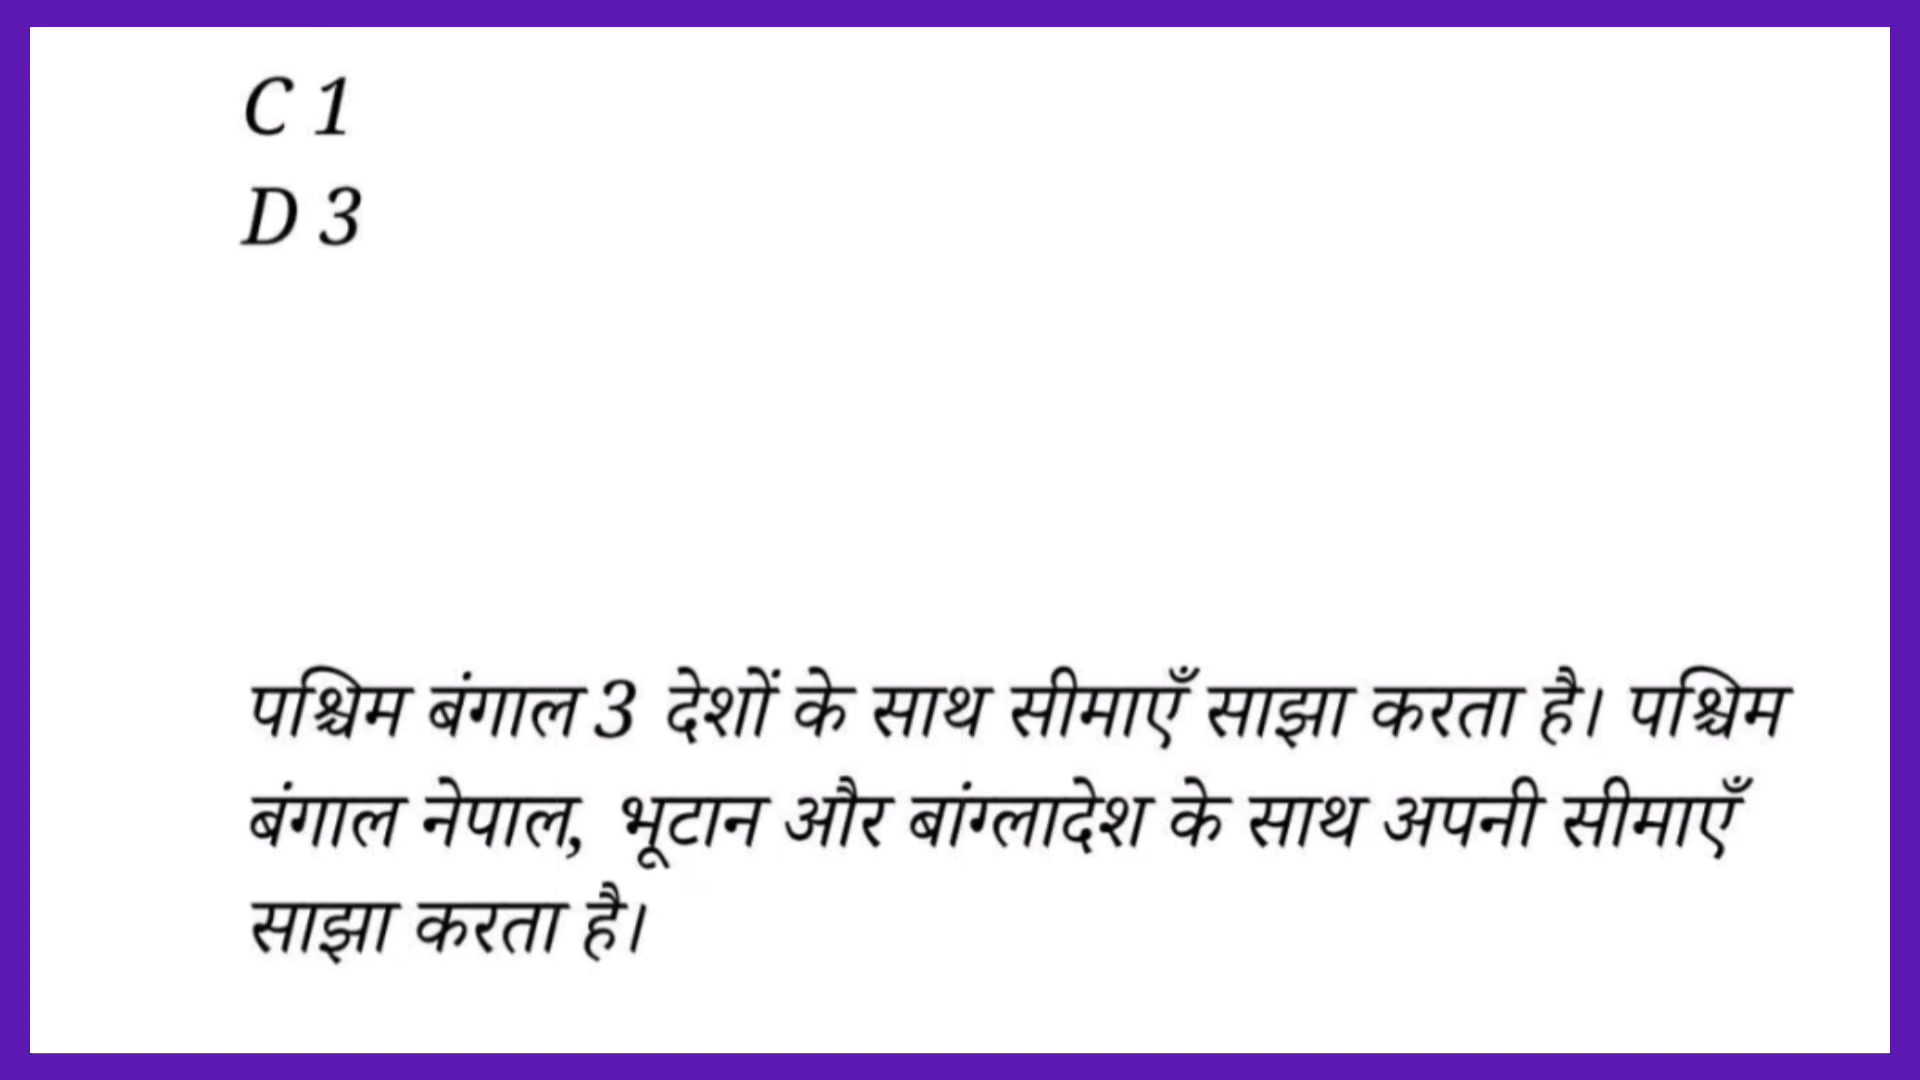 C 1
D 3
पश्चिम बंगाल 3 देशों के साथ सीमाएँ साझा करता है। पश्चिम
बंगाल नेपाल, भूटान और बांग्लादेश के साथ अपनी सीमाएँ
साझा करता है।